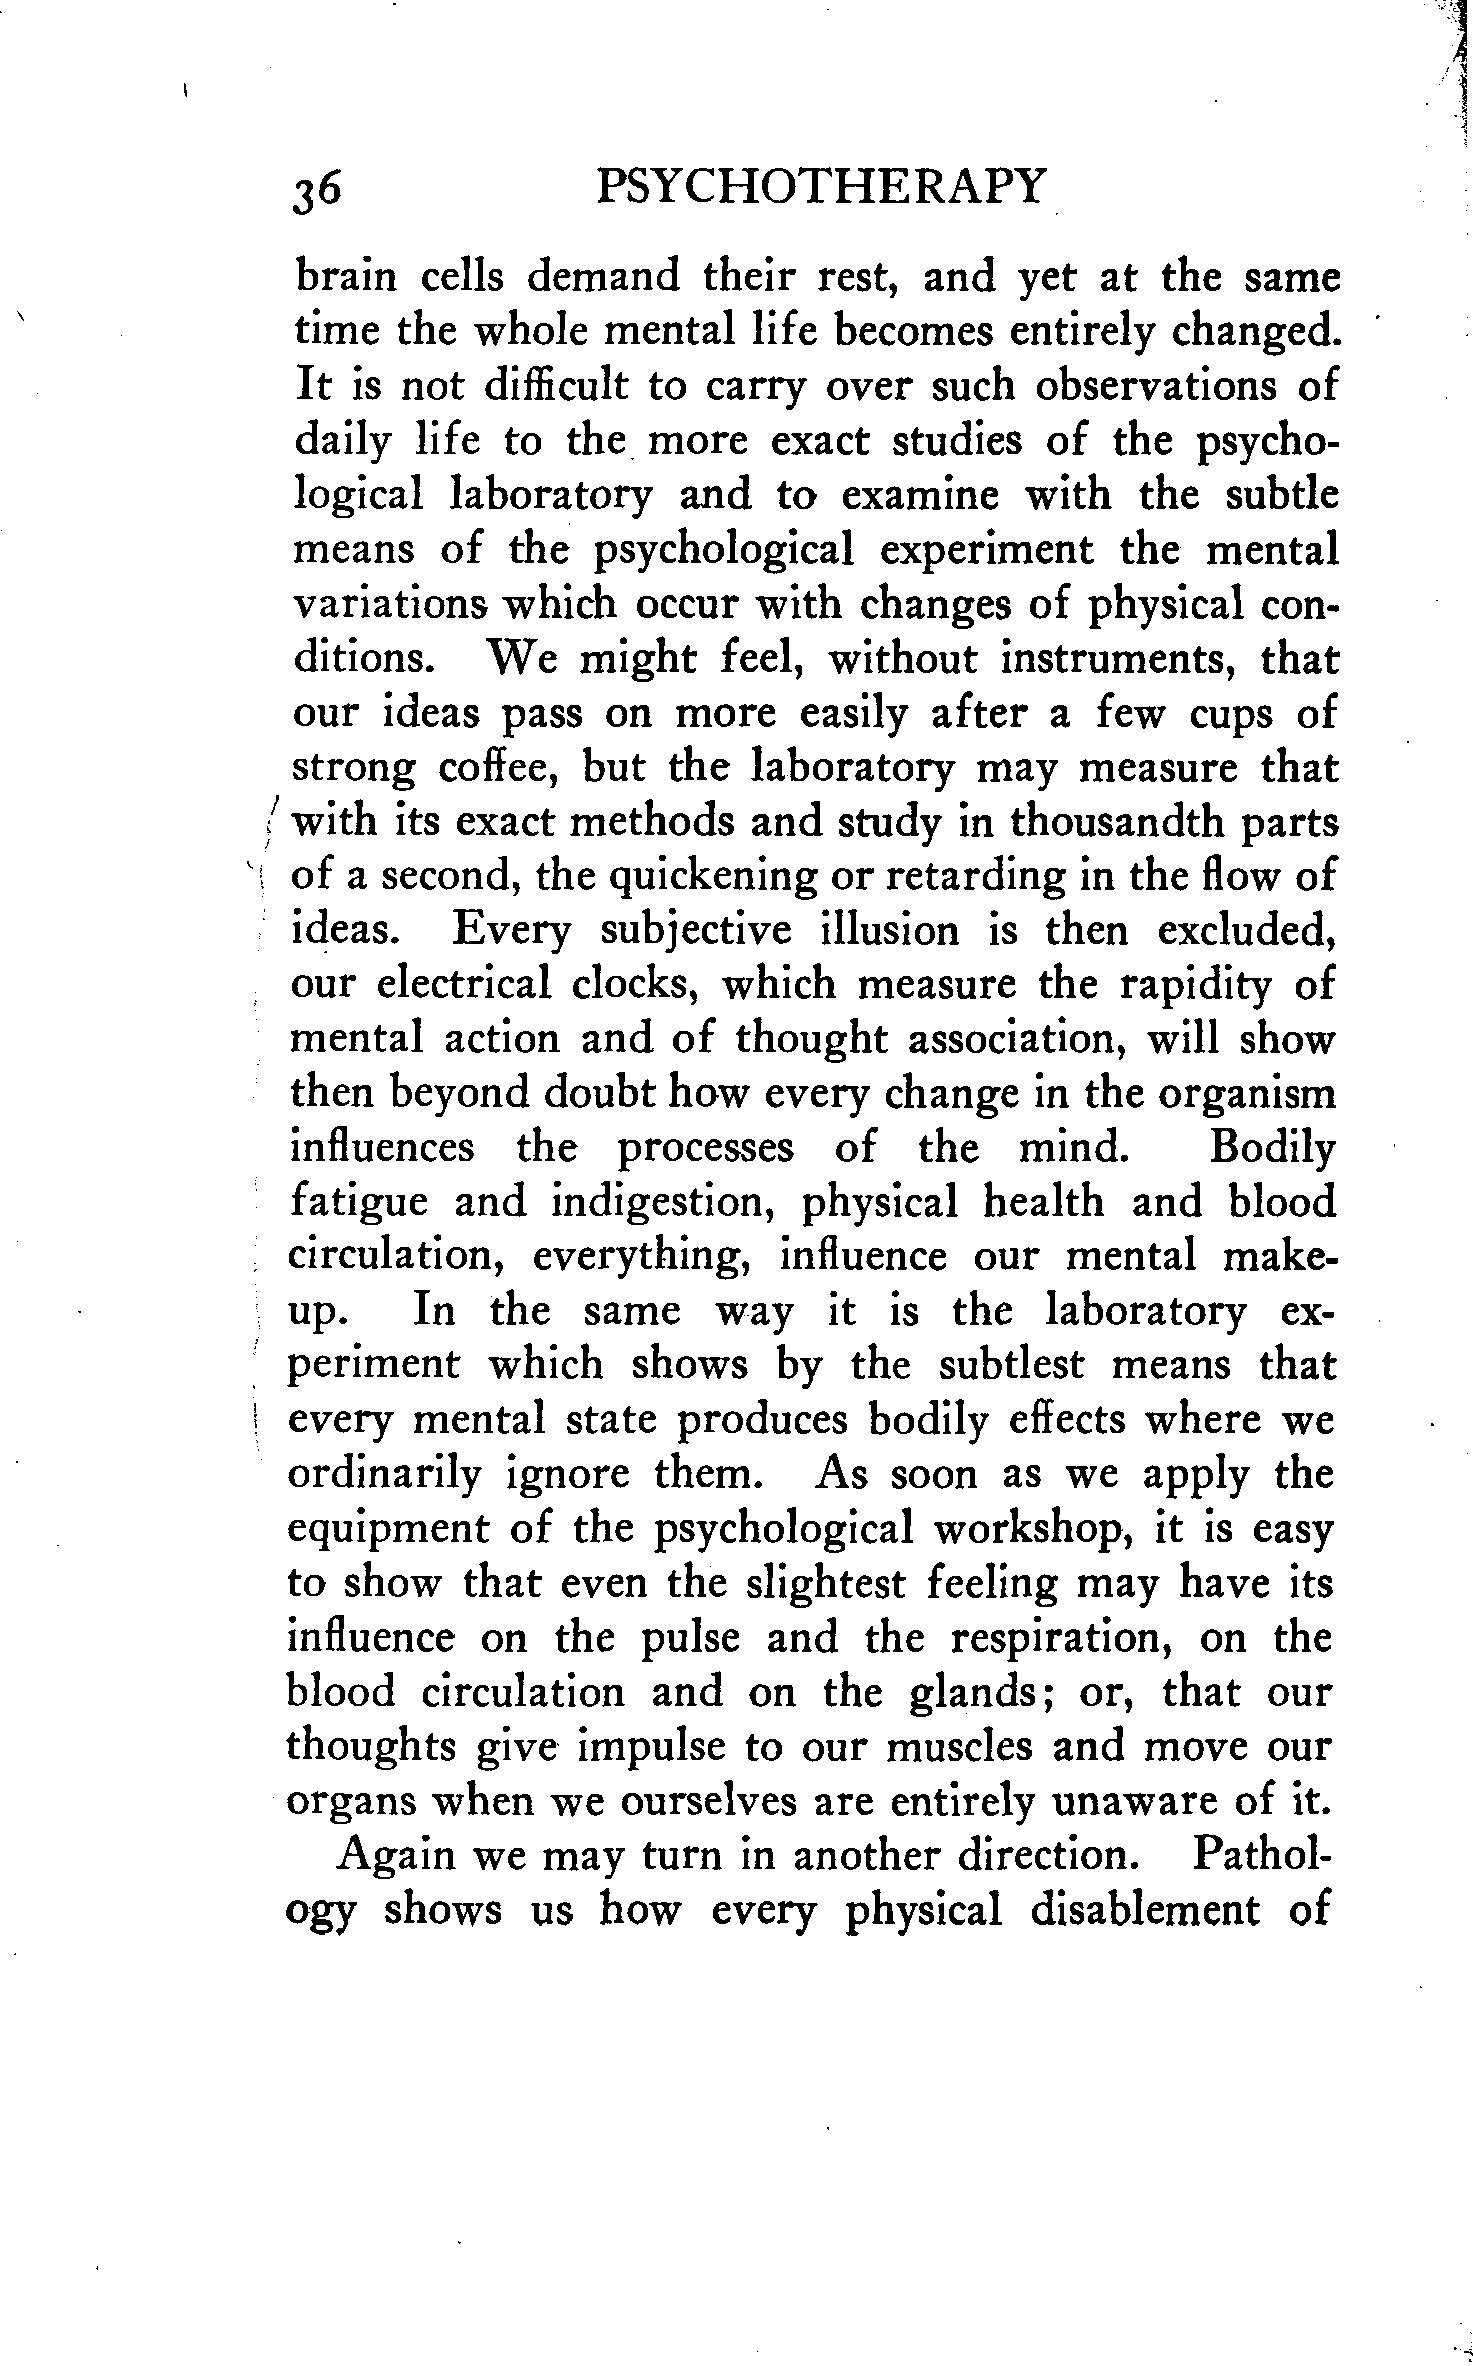 36 PSYCHOTHERAPY
brain cells demand their rest, and yet at the same
time the whole mental life becomes entirely changed.
It is not difficult to carry over such observations of
daily life to the more exact studies of the psycho-
logical laboratory and to examine with the subtle
means of the psychological experiment the mental
variations which occur with changes of physical con-
ditions. We might feel, without instruments, that
our ideas pass on more easily after a few cups of
strong coffee, but the laboratory may measure that
with its exact methods and study in thousandth parts
of a second, the quickening or retarding in the flow of
ideas. Every subjective illusion is then excluded,
our electrical clocks, which measure the rapidity of
mental action and of thought association, will show
then beyond doubt how every change in the organism
influences the processes of the mind. Bodily
fatigue and indigestion, physical health and blood
circulation, everything, influence our mental make-
up. In the same way it is the laboratory ex-
periment which shows by the subtlest means that
every mental state produces bodily effects where we
ordinarily ignore them. As soon as we apply the
equipment of the psychological workshop, it is easy
to show that even the slightest feeling may have its
influence on the pulse and the respiration, on the
blood circulation and on the glands; or, that our
thoughts give impulse to our muscles and move our
organs when we ourselves are entirely unaware of it.
Again we may turn in another direction. Pathol-
ogy shows us how every physical disablement of